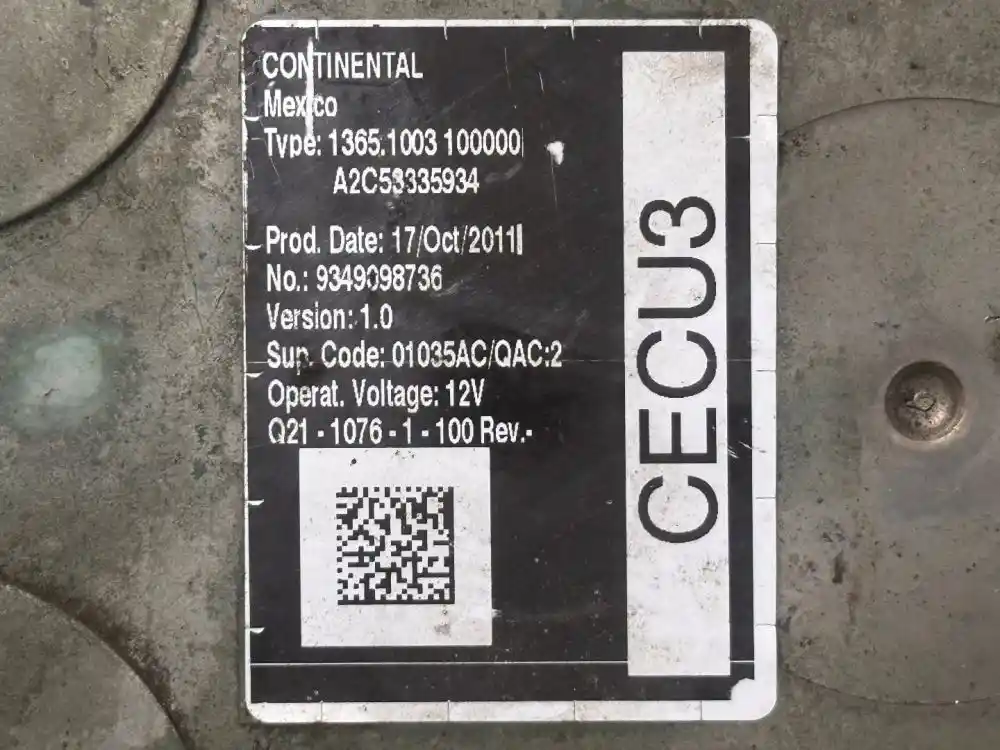 CONTINENTAL
Mexico
Type: 1365.1003 100000
A2C53335934
Prod. Date: 17/Oct/2011
No.: 9349098736
Version: 1.0
Sup. Code: 01035AC/QAC:2
Operat. Voltage: 12V
Q21 - 1076 - 1 - 100 Rev.-
CECU3